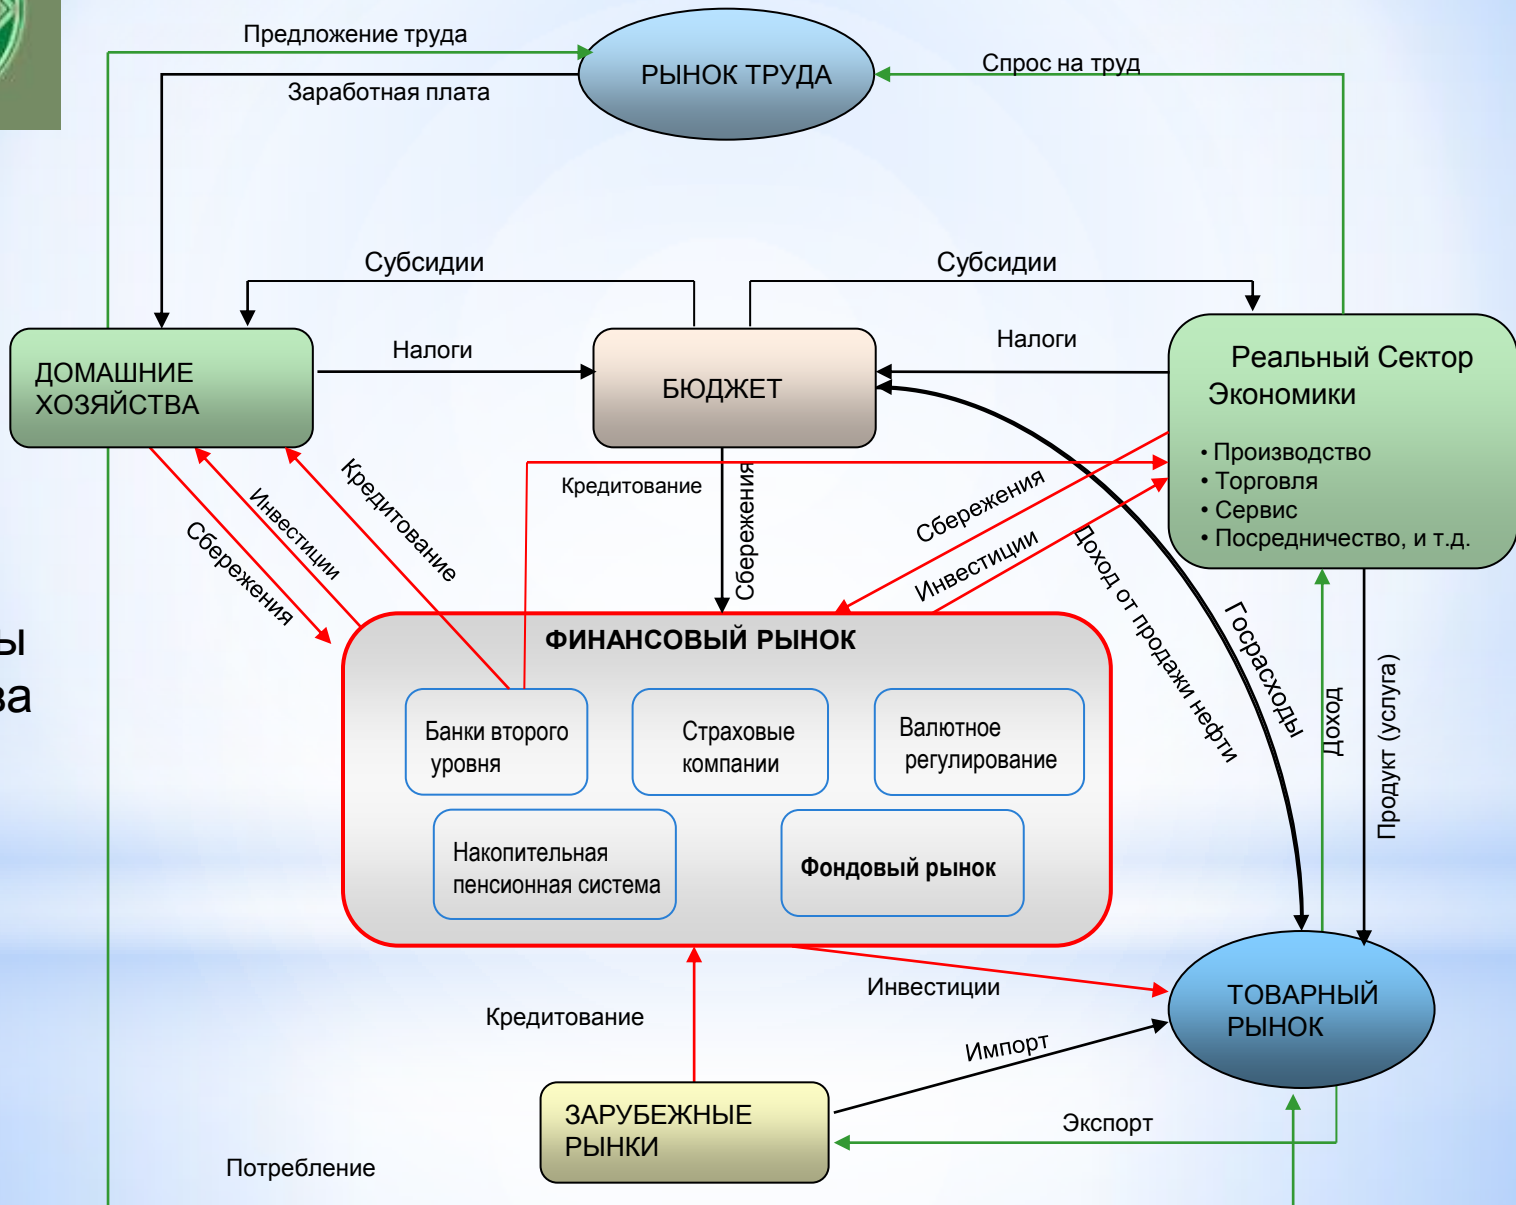 Предложение труда
РЫНОК ТРУДА
Спрос на труд
Заработная плата
Субсидии
Субсидии
ДОМАШНИЕ
ХОЗЯЙСТВА
Налоги
БЮДЖЕТ
Налоги
Реальный Сектор
Экономики
• Производство
• Торговля
• Сервис
• Посредничество, и т.д.
Сбережения
Инвестиции
Кредитование
Кредитование
Сбережения
Сбережения
Инвестиции
Доход от продажи нефти
Госрасходы
Доход
Продукт (услуга)
ФИНАНСОВЫЙ РЫНОК
Банки второго
уровня
Страховые
компании
Валютное
регулирование
Накопительная
пенсионная система
Фондовый рынок
Инвестиции
Кредитование
ТОВАРНЫЙ
РЫНОК
Импорт
ЗАРУБЕЖНЫЕ
РЫНКИ
Экспорт
Потребление